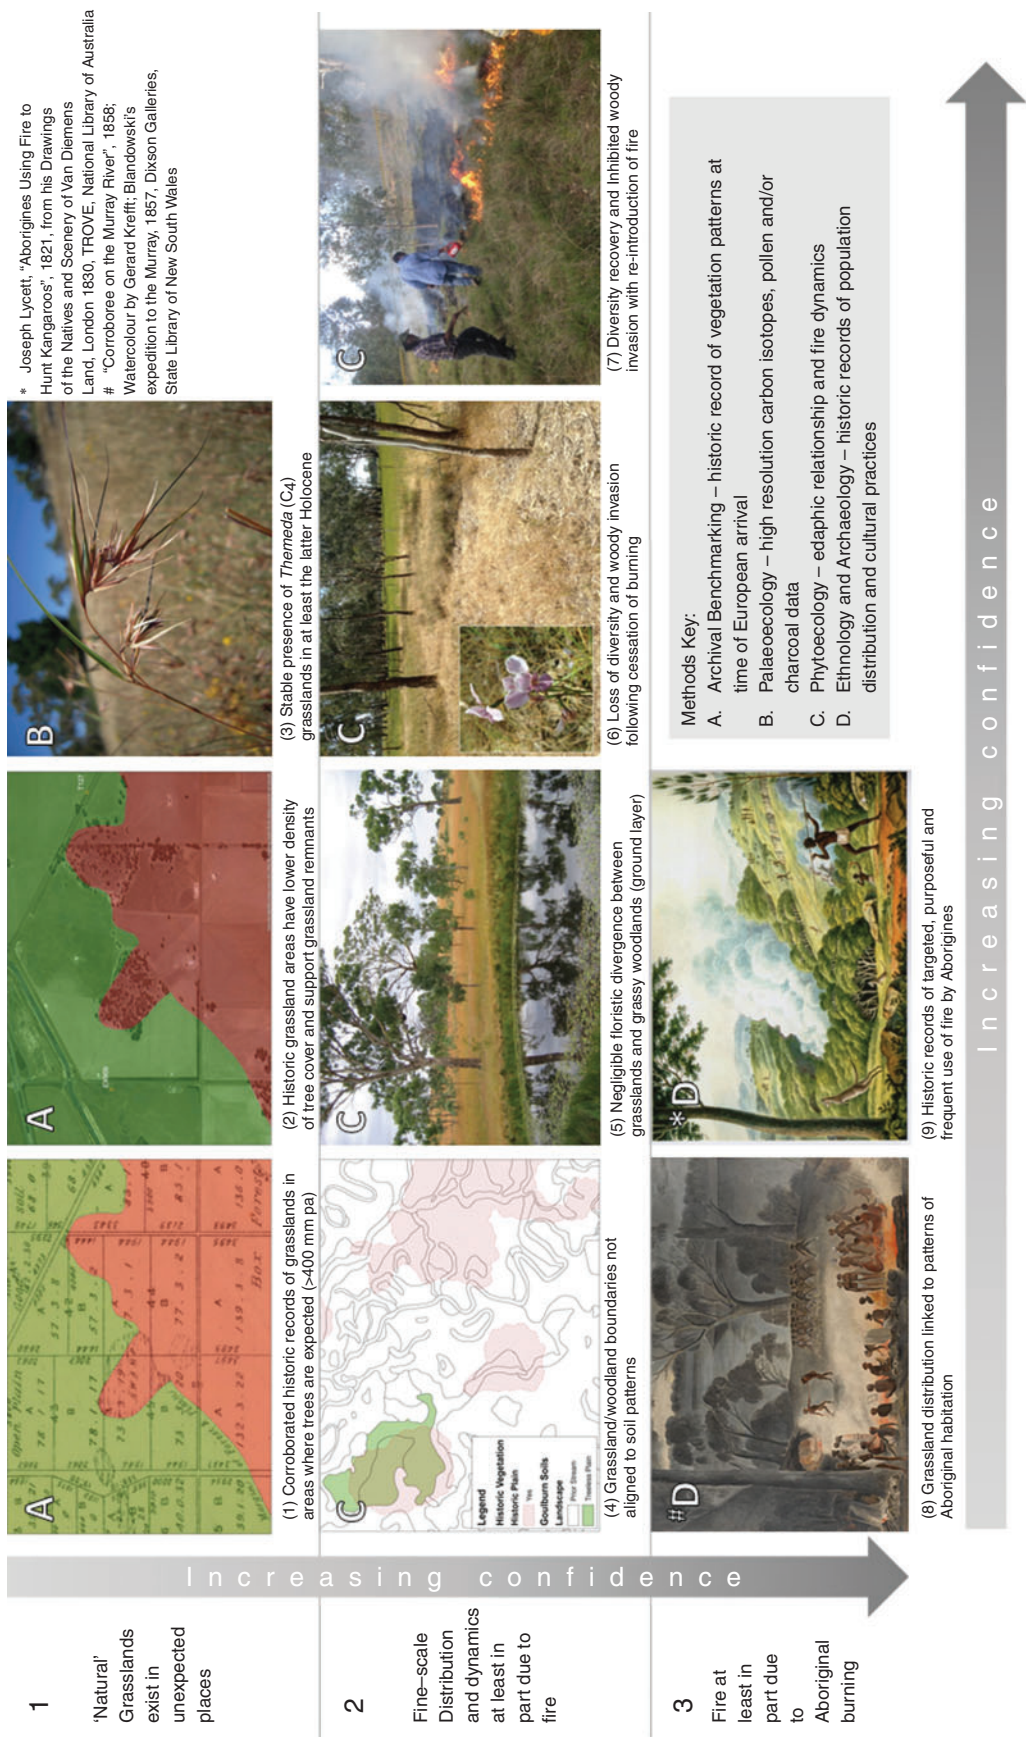 1
'Natural'
Grasslands
exist in
unexpected
places
A
(1) Corroborated historic records of grasslands in
areas where trees are expected (>400 mm pa)
A
(2) Historic grassland areas have lower density
of tree cover and support grassland remnants
B
(3) Stable presence of Themeda (C4)
grasslands in at least the latter Holocene
* Joseph Lycett, "Aborigines Using Fire to
Hunt Kangaroos", 1821, from his Drawings
of the Natives and Scenery of Van Diemens
Land, London 1830, TROVE, National Library of Australia
# "Corroboree on the Murray River", 1858;
Watercolour by Gerard Krefft; Blandowski's
expedition to the Murray, 1857, Dixson Galleries,
State Library of New South Wales
Increasing confidence
2
Fine–scale
Distribution
and dynamics
at least in
part due to
fire
C
Legend
Historic Vegetation
Historic Plain
Yes
Goulburn Soils
Landscape
Prior Stream
Treeless Plain
(4) Grassland/woodland boundaries not
aligned to soil patterns
C
(5) Negligible floristic divergence between
grasslands and grassy woodlands (ground layer)
C
(6) Loss of diversity and woody invasion
following cessation of burning
C
(7) Diversity recovery and Inhibited woody
invasion with re-introduction of fire
3
Fire at
least in
part due
to
Aboriginal
burning
#D
(8) Grassland distribution linked to patterns of
Aboriginal habitation
*D
(9) Historic records of targeted, purposeful and
frequent use of fire by Aborigines
Methods Key:
A. Archival Benchmarking – historic record of vegetation patterns at
time of European arrival
B. Palaeoecology – high resolution carbon isotopes, pollen and/or
charcoal data
C. Phytoecology – edaphic relationship and fire dynamics
D. Ethnology and Archaeology – historic records of population
distribution and cultural practices
Increasing confidence